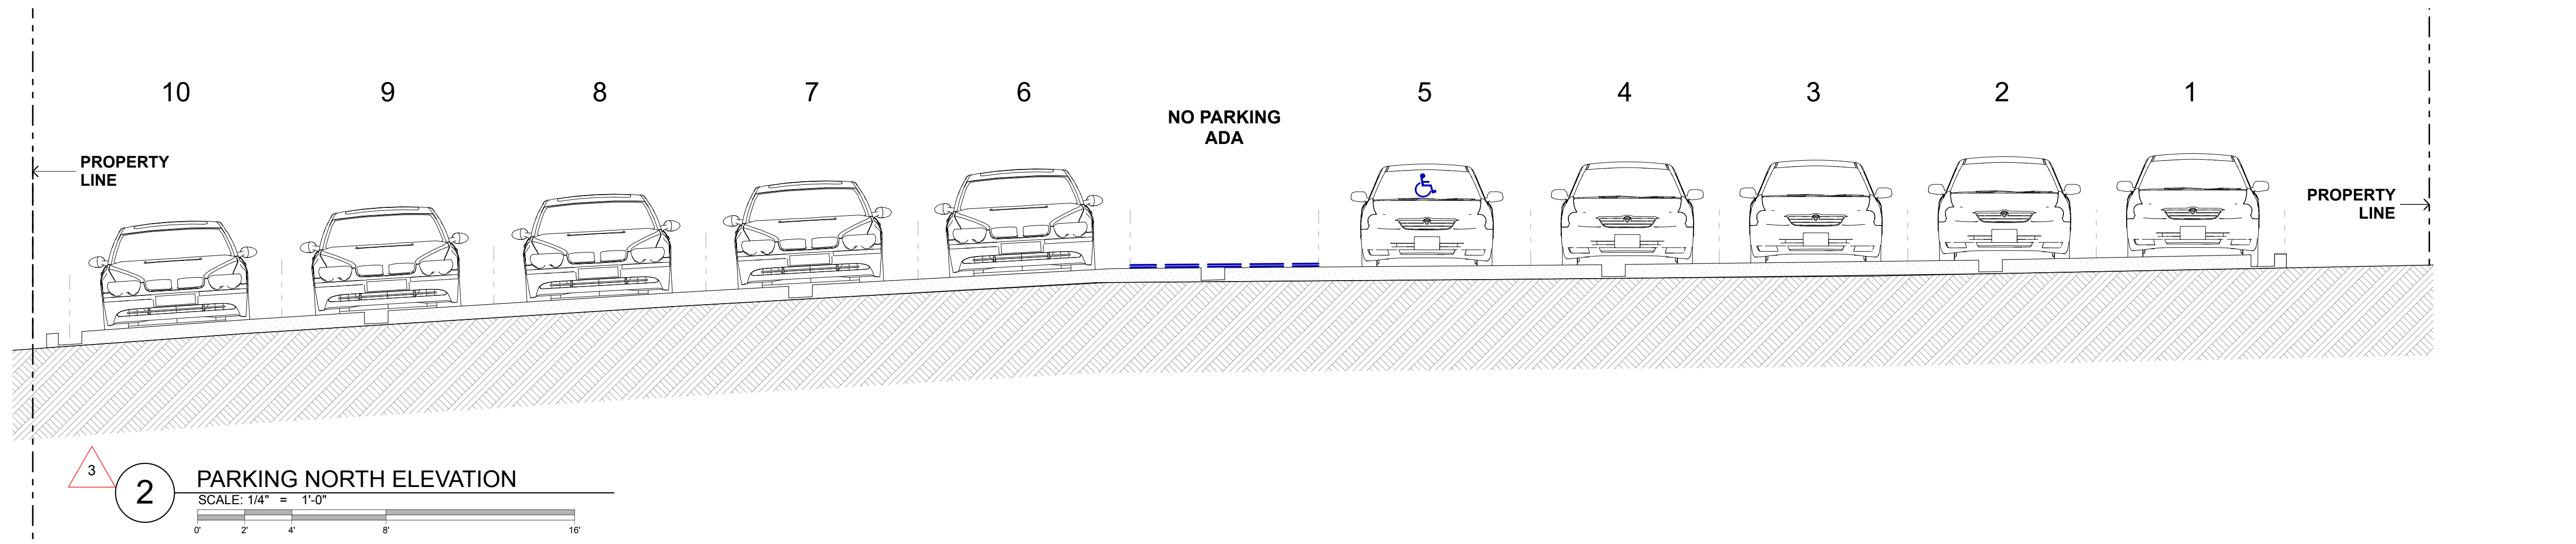 10 9 8 7 6 5 4 3 2 1
NO PARKING
ADA
PROPERTY
LINE
PROPERTY
LINE
3
2
PARKING NORTH ELEVATION
SCALE: 1/4" = 1'-0"
0' 2' 4' 8' 16'